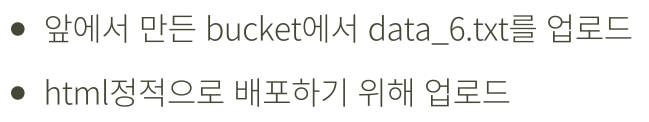 • 앞에서 만든 bucket에서 data_6.txt를 업로드
• html정적으로 배포하기 위해 업로드